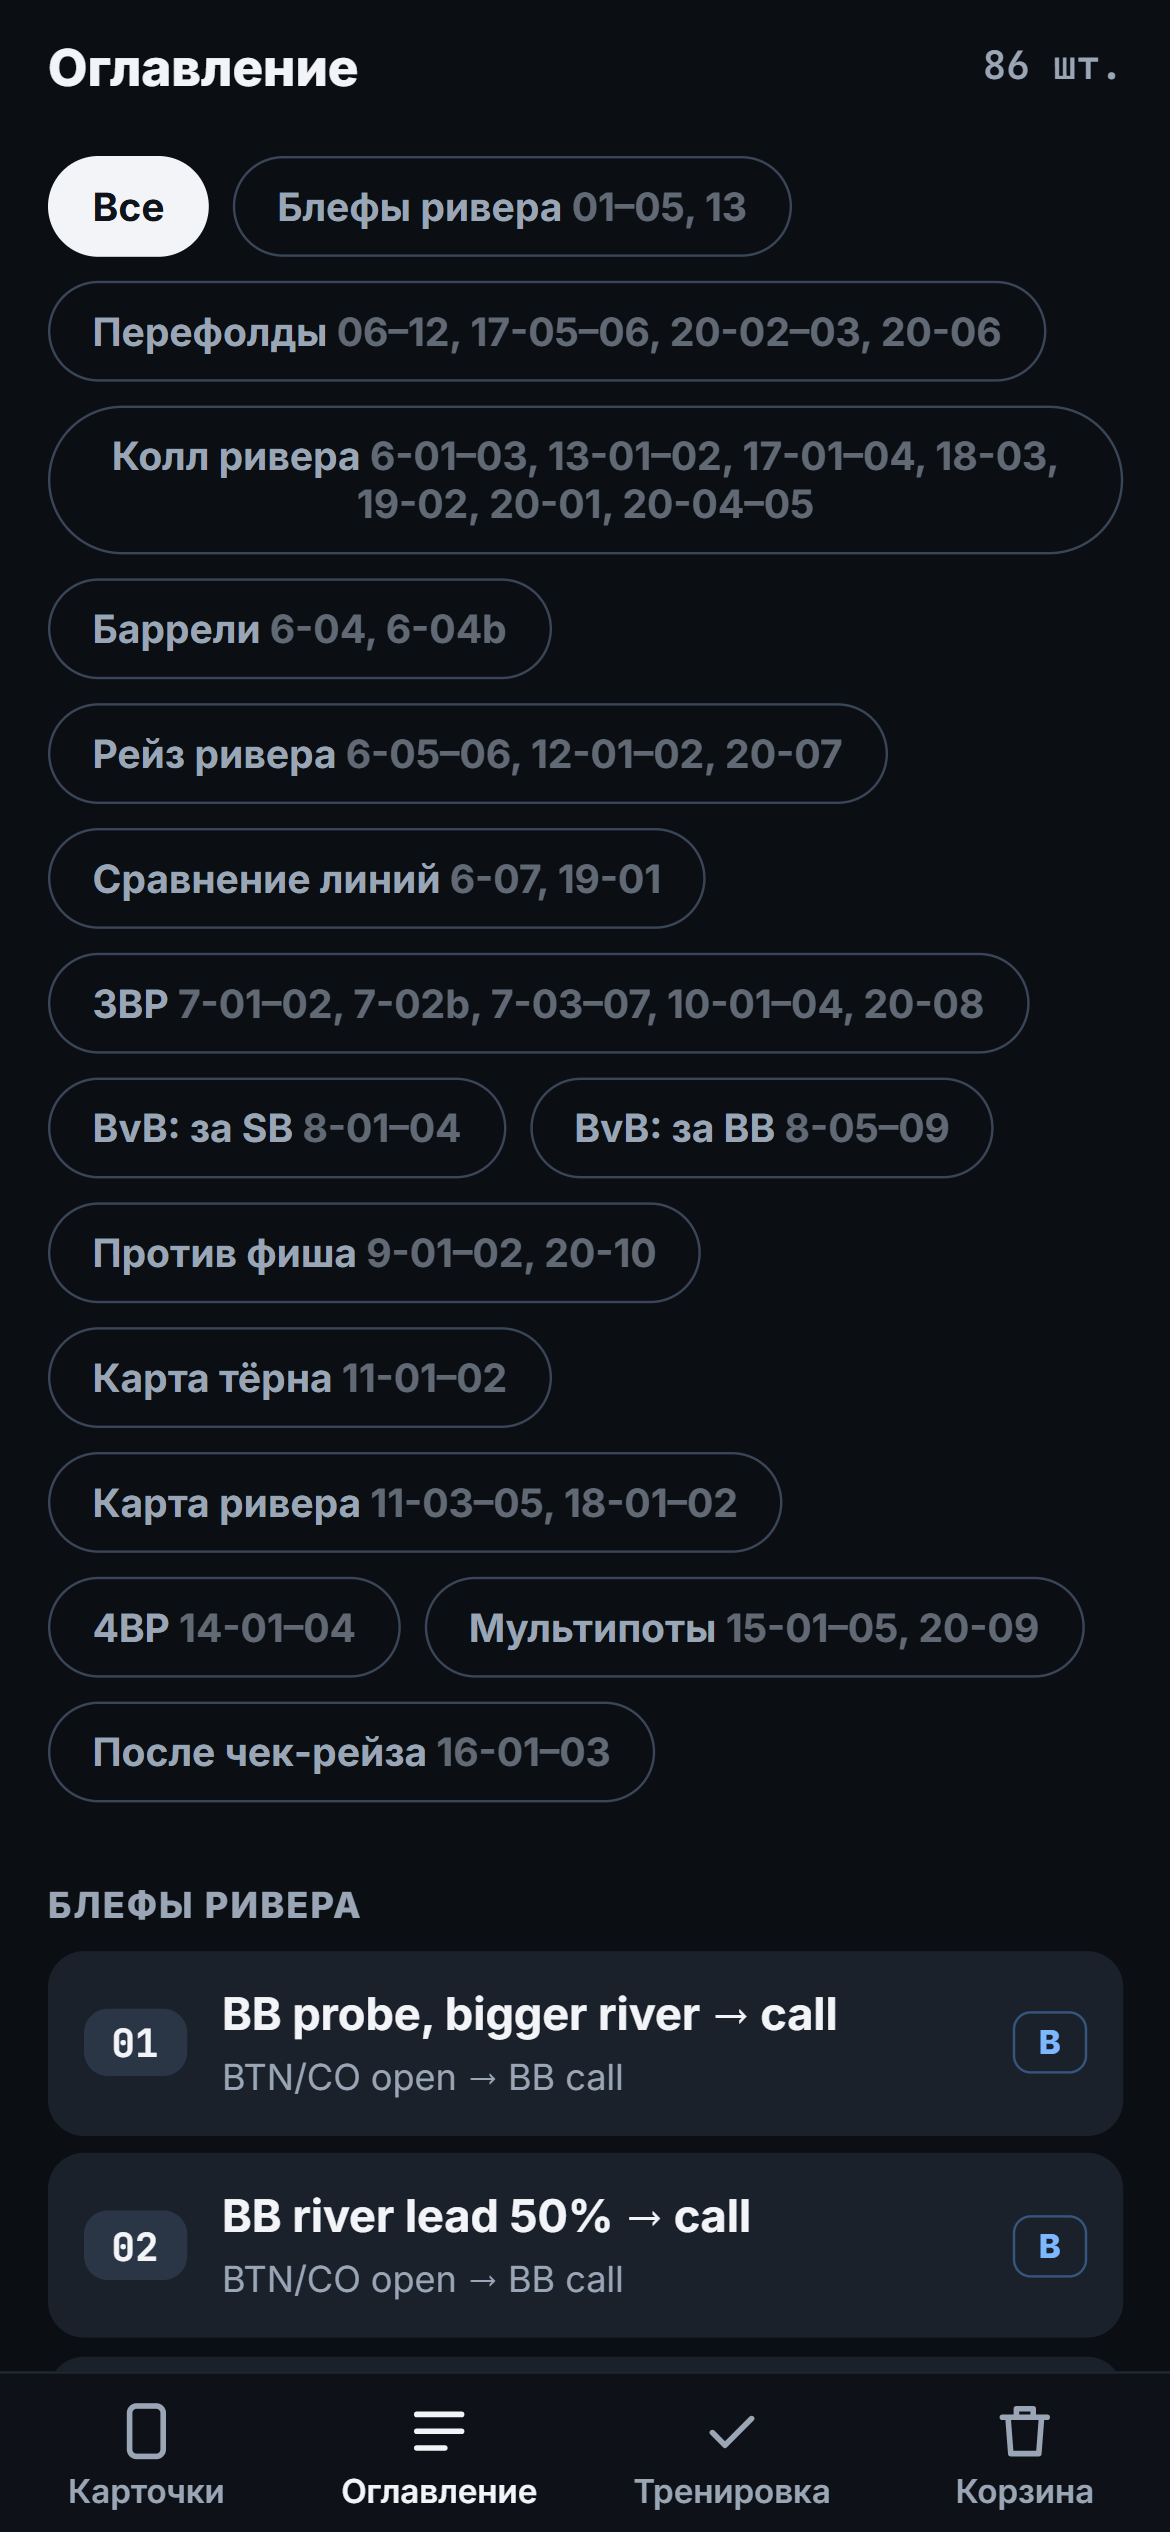 Оглавление
86 шт.
Все
Блефы ривера 01–05, 13
Перефолды 06–12, 17-05–06, 20-02–03, 20-06
Колл ривера 6-01–03, 13-01–02, 17-01–04, 18-03,
19-02, 20-01, 20-04–05
Баррели 6-04, 6-04b
Рейз ривера 6-05–06, 12-01–02, 20-07
Сравнение линий 6-07, 19-01
3BP 7-01–02, 7-02b, 7-03–07, 10-01–04, 20-08
BvB: за SB 8-01–04
BvB: за BB 8-05–09
Против фиша 9-01–02, 20-10
Карта тёрна 11-01–02
Карта ривера 11-03–05, 18-01–02
4BP 14-01–04
Мультипоты 15-01–05, 20-09
После чек-рейза 16-01–03
БЛЕФЫ РИВЕРА
01
BB probe, bigger river → call
BTN/CO open → BB call
B
02
BB river lead 50% → call
BTN/CO open → BB call
B
Карточки
Оглавление
Тренировка
Корзина